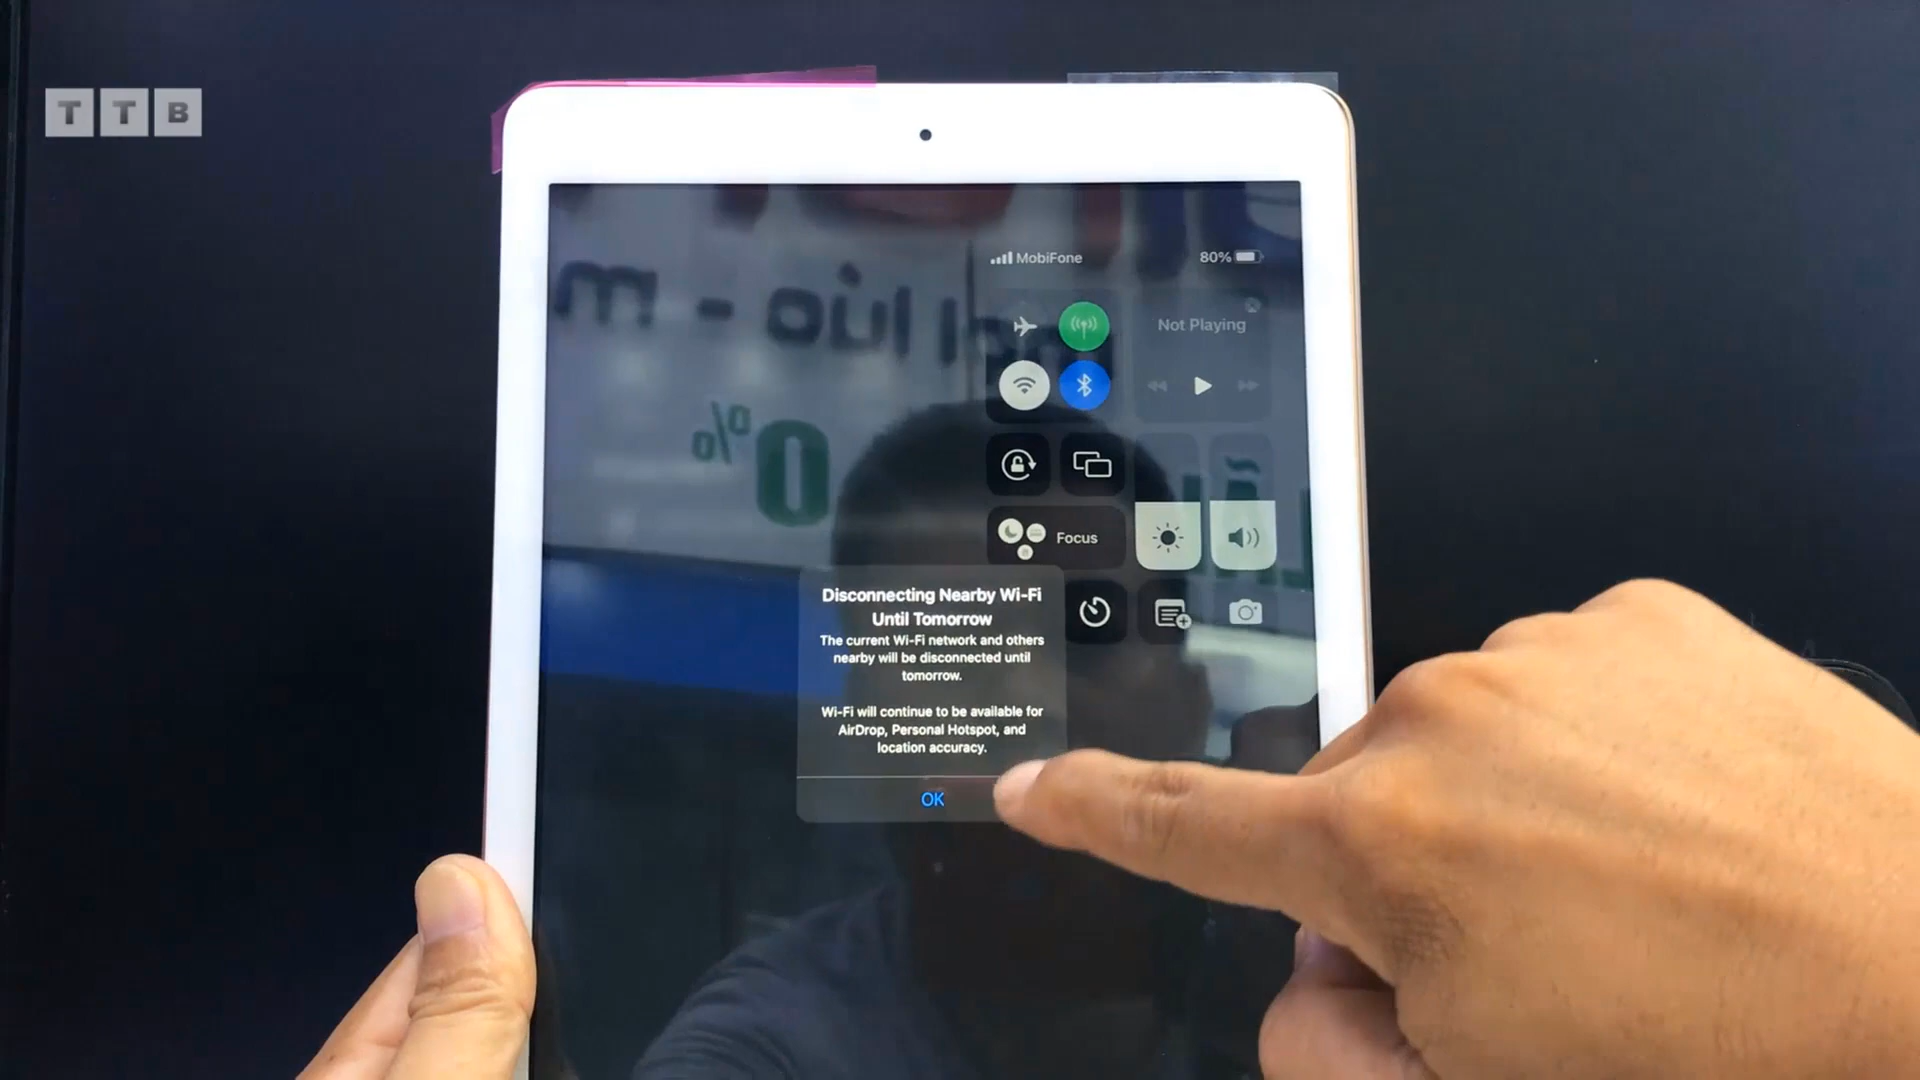 TTB
MobiFone
80%
Not Playing
Focus
Disconnecting Nearby Wi-Fi
Until Tomorrow
The current Wi-Fi network and others
nearby will be disconnected until
tomorrow.
Wi-Fi will continue to be available for
AirDrop, Personal Hotspot, and
location accuracy.
OK
0%